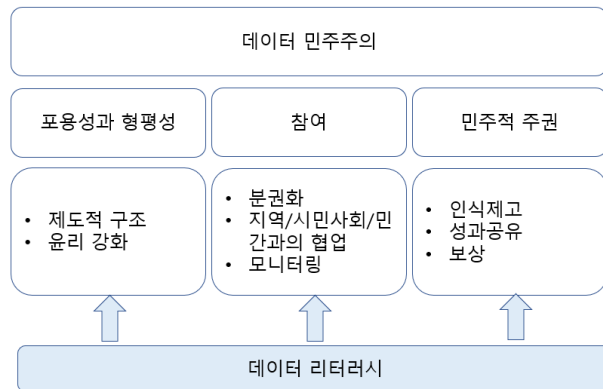 데이터 민주주의
포용성과 형평성
참여
민주적 주권
• 제도적 구조
• 윤리 강화
• 분권화
• 지역/시민사회/민
간과의 협업
• 모니터링
• 인식제고
• 성과공유
• 보상
데이터 리터러시